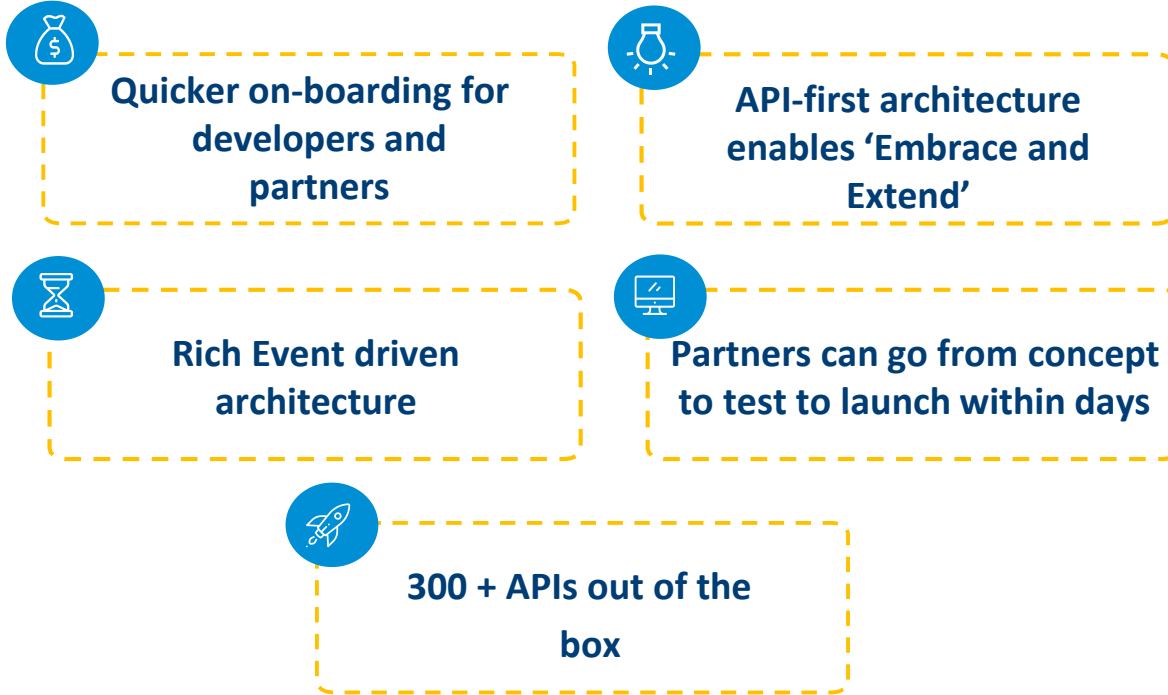 $
Quicker on-boarding for
developers and
partners
API-first architecture
enables ‘Embrace and
Extend’
Rich Event driven
architecture
Partners can go from concept
to test to launch within days
300 + APIs out of the
box